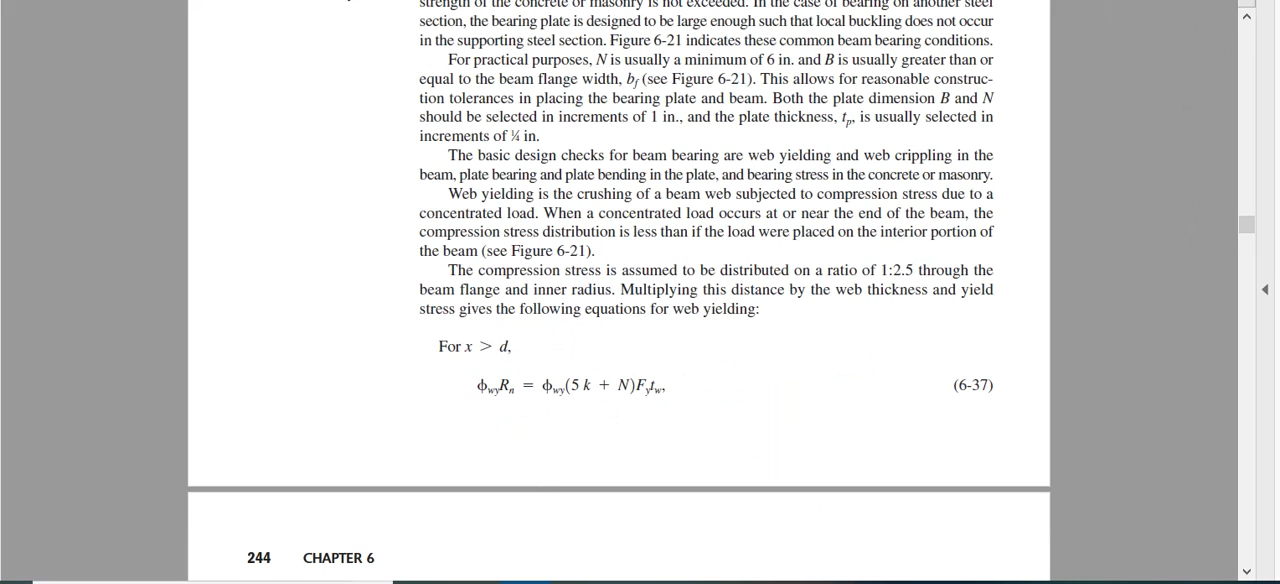 strength of the concrete or masonry is not exceeded. In the case of bearing on another steel
section, the bearing plate is designed to be large enough such that local buckling does not occur
in the supporting steel section. Figure 6-21 indicates these common beam bearing conditions.
For practical purposes, N is usually a minimum of 6 in. and B is usually greater than or
equal to the beam flange width, bf (see Figure 6-21). This allows for reasonable construc-
tion tolerances in placing the bearing plate and beam. Both the plate dimension B and N
should be selected in increments of 1 in., and the plate thickness, tp, is usually selected in
increments of ¼ in.
The basic design checks for beam bearing are web yielding and web crippling in the
beam, plate bearing and plate bending in the plate, and bearing stress in the concrete or masonry.
Web yielding is the crushing of a beam web subjected to compression stress due to a
concentrated load. When a concentrated load occurs at or near the end of the beam, the
compression stress distribution is less than if the load were placed on the interior portion of
the beam (see Figure 6-21).
The compression stress is assumed to be distributed on a ratio of 1:2.5 through the
beam flange and inner radius. Multiplying this distance by the web thickness and yield
stress gives the following equations for web yielding:
For x > d,
ϕwyRn = ϕwy(5 k + N)Fytw, (6-37)
244 CHAPTER 6